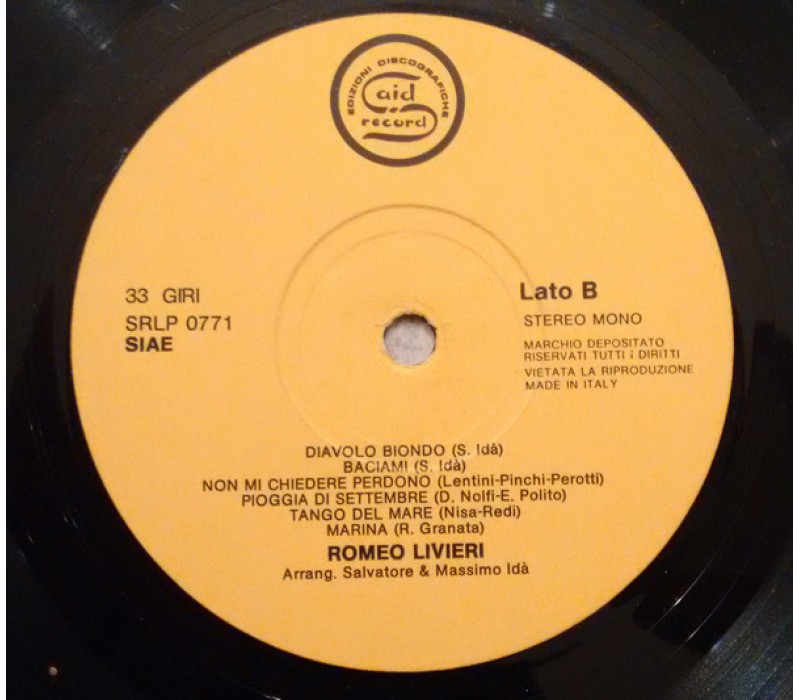 EDIZIONI DISCOGRAFICHE
Said
record
33 GIRI
SRLP 0771
SIAE
Lato B
STEREO MONO
MARCHIO DEPOSITATO
RISERVATI TUTTI i DIRITTI
VIETATA LA RIPRODUZIONE
MADE IN ITALY
DIAVOLO BIONDO (S. Idà)
BACIAMI (S. Idà)
NON MI CHIEDERE PERDONO (Lentini-Pinchi-Perotti)
PIOGGIA DI SETTEMBRE (D. Nolfi-E. Polito)
TANGO DEL MARE (Nisa-Redi)
MARINA (R. Granata)
ROMEO LIVIERI
Arrang. Salvatore & Massimo Idà